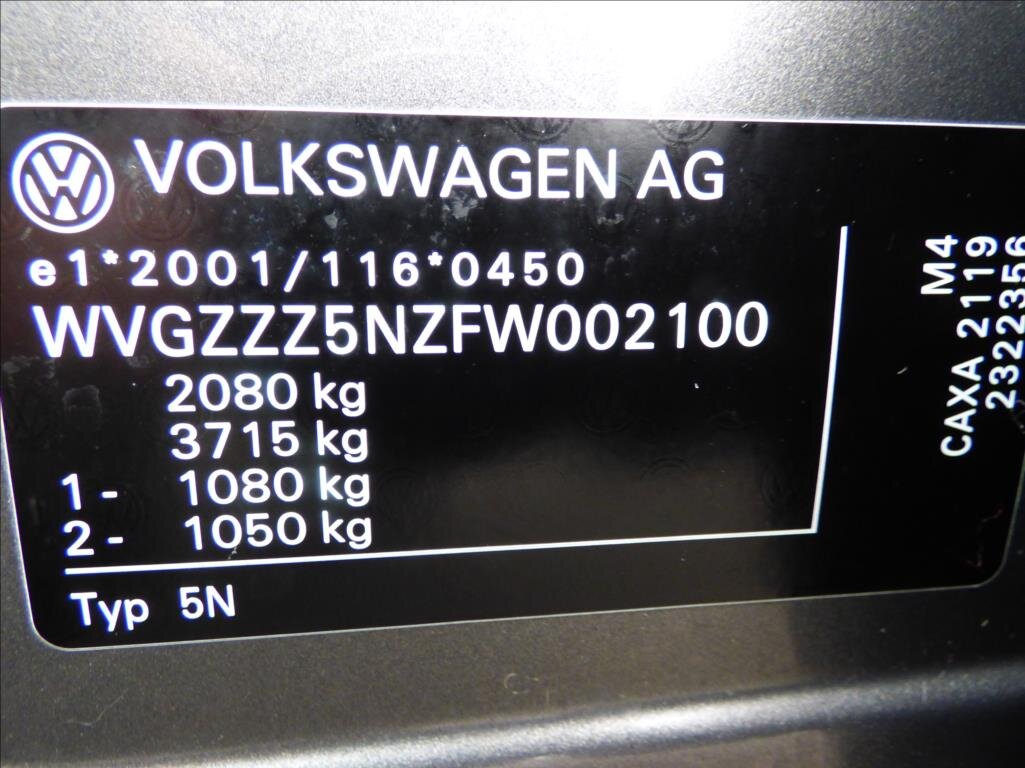 VOLKSWAGEN AG
e1*2001/116*0450
WVGZZZ5NZFW002100
2080 kg
3715 kg
1- 1080 kg
2- 1050 kg
Typ 5N
M4
CAXA 2119
2322356